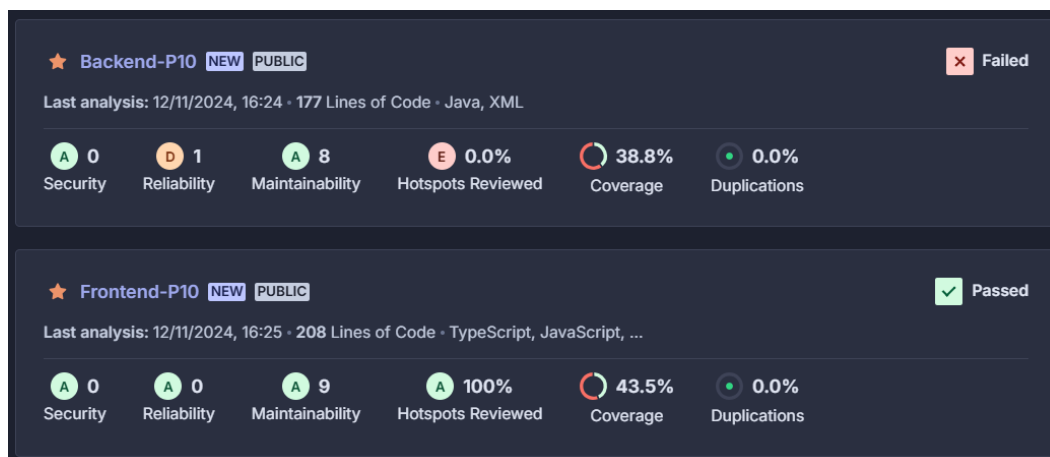 Backend-P10 NEW PUBLIC Failed
Last analysis: 12/11/2024, 16:24 • 177 Lines of Code • Java, XML
A 0 D 1 A 8 E 0.0% 38.8% 0.0%
Security Reliability Maintainability Hotspots Reviewed Coverage Duplications
Frontend-P10 NEW PUBLIC Passed
Last analysis: 12/11/2024, 16:25 • 208 Lines of Code • TypeScript, JavaScript, ...
A 0 A 0 A 9 A 100% 43.5% 0.0%
Security Reliability Maintainability Hotspots Reviewed Coverage Duplications